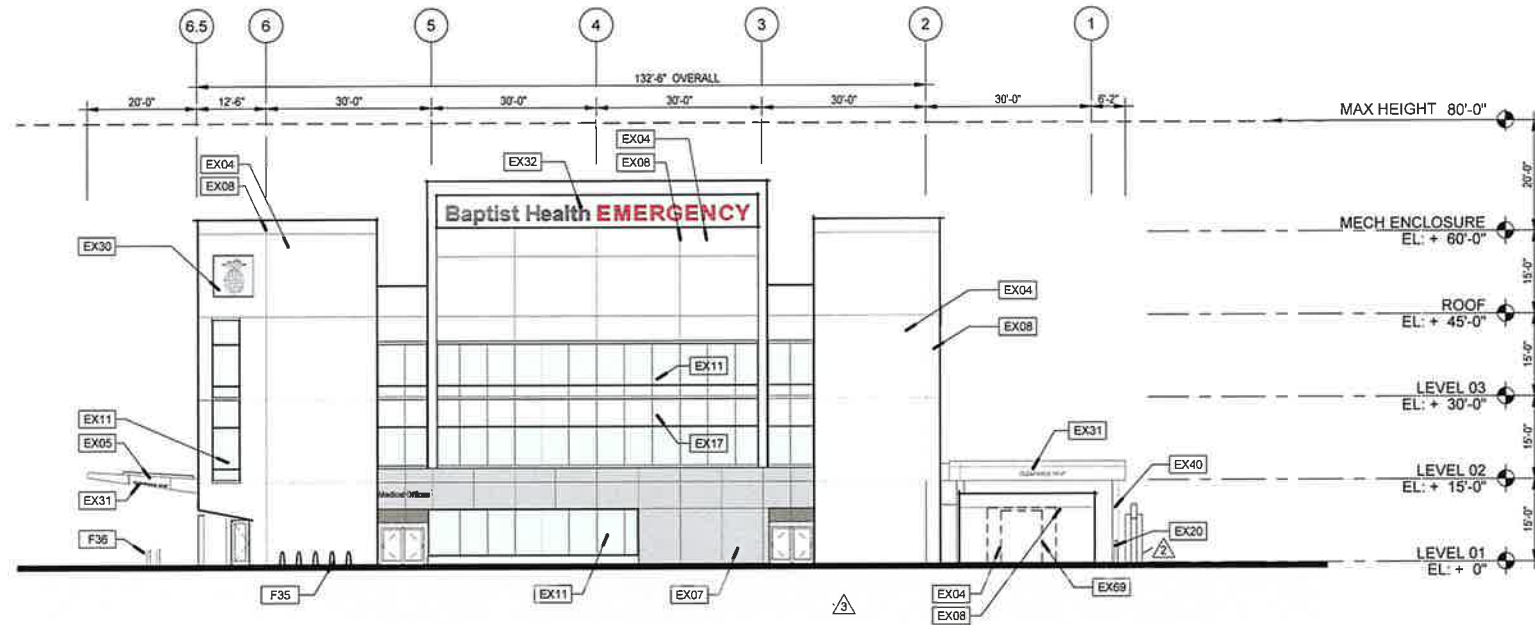 6.5 6 5 4 3 2 1
132'-6" OVERALL
20'-0" 12'-6" 30'-0" 30'-0" 30'-0" 30'-0" 30'-0" 6'-2"
MAX HEIGHT 80'-0"
EX04
EX08
EX32
EX04
EX08
20'-0"
Baptist Health EMERGENCY
MECH ENCLOSURE
EL: + 60'-0"
EX30
15'-0"
EX04
EX08
ROOF
EL: + 45'-0"
15'-0"
EX11
LEVEL 03
EL: + 30'-0"
EX11
EX05
EX31
EX17
EX31
15'-0"
EX40
LEVEL 02
EL: + 15'-0"
Medical Offices
15'-0"
F36
EX20
2
LEVEL 01
EL: + 0"
F35
EX11
EX07
3
EX04
EX08
EX69